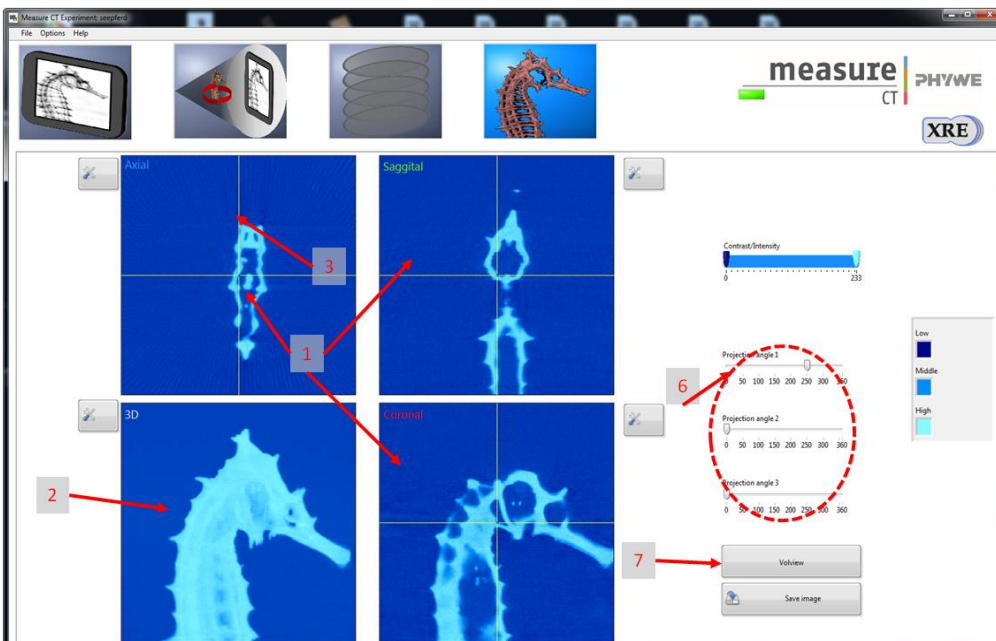 Measure CT Experiment: seepferd
File Options Help
measure
CT
PHYWE
XRE
Axial
Saggital
3
1
Contrast/Intensity
0 233
Low
Middle
High
Projection angle 1
0 50 100 150 200 250 300 360
6
Projection angle 2
0 50 100 150 200 250 300 360
Projection angle 3
0 50 100 150 200 250 300 360
3D
Coronal
2
7
Volview
Save image